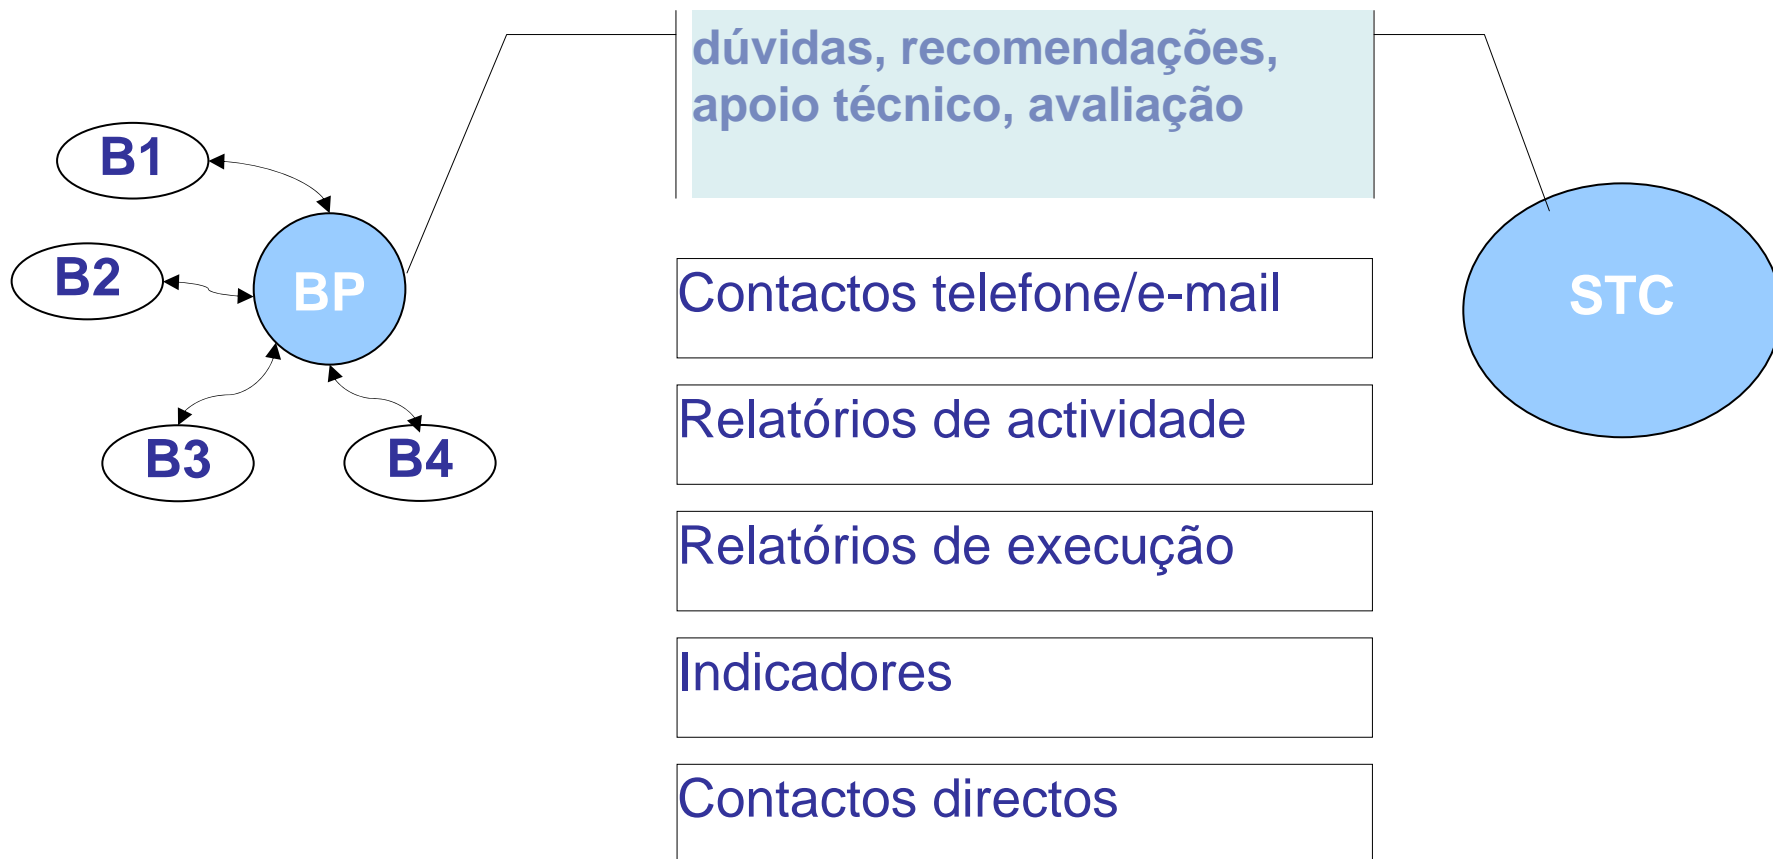 dúvidas, recomendações,
apoio técnico, avaliação
B1
B2
BP
STC
B3
B4
Contactos telefone/e-mail
Relatórios de actividade
Relatórios de execução
Indicadores
Contactos directos